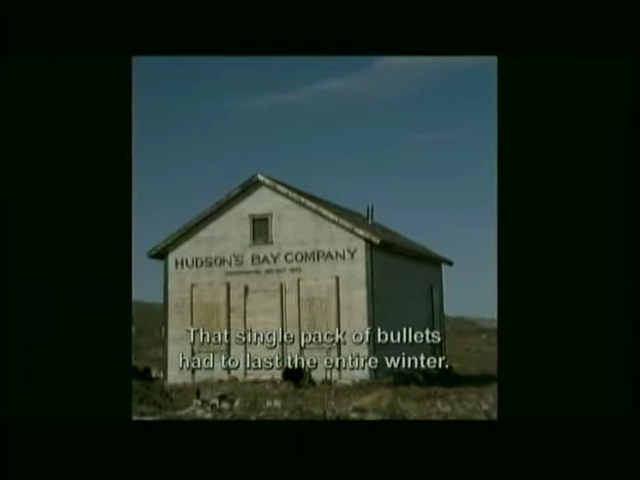 HUDSON'S BAY COMPANY
That single pack of bullets
had to last the entire winter.